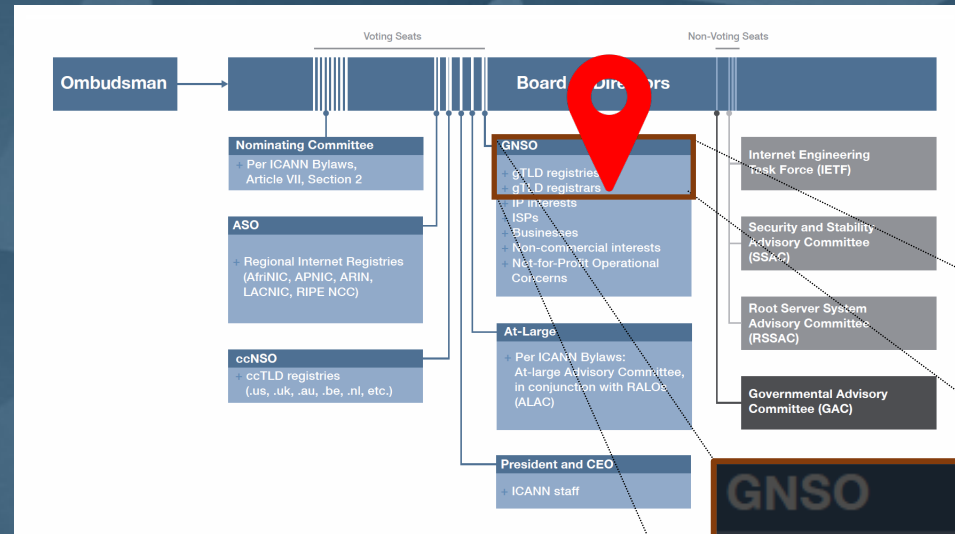 Voting Seats
Non-Voting Seats
Ombudsman
Board Directors
Nominating Committee
+ Per ICANN Bylaws,
Article VII, Section 2
ASO
+ Regional Internet Registries
(AfriNIC, APNIC, ARIN,
LACNIC, RIPE NCC)
ccNSO
+ ccTLD registries
(.us, .uk, .au, .be, .nl, etc.)
GNSO
+ gTLD registries
+ gTLD registrars
+ IP interests
+ ISPs
+ Businesses
+ Non-commercial interests
+ Not-for-Profit Operational
Concerns
At-Large
+ Per ICANN Bylaws:
At-large Advisory Committee,
in conjunction with RALOs
(ALAC)
President and CEO
+ ICANN staff
Internet Engineering
Task Force (IETF)
Security and Stability
Advisory Committee
(SSAC)
Root Server System
Advisory Committee
(RSSAC)
Governmental Advisory
Committee (GAC)
GNSO